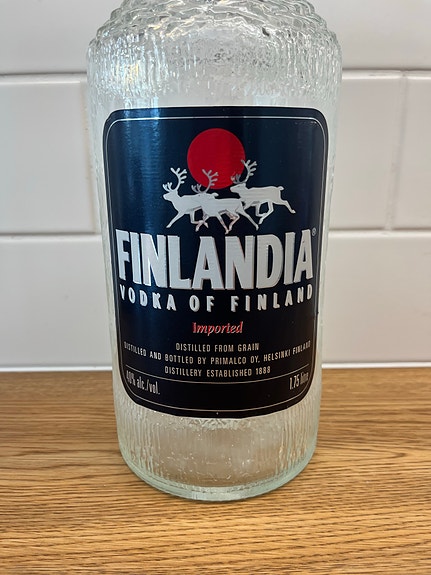 FINLANDIA®
VODKA OF FINLAND
Imported
DISTILLED FROM GRAIN
DISTILLED AND BOTTLED BY PRIMALCO OY, HELSINKI FINLAND
DISTILLERY ESTABLISHED 1888
40% alc./vol. 1.75 litre